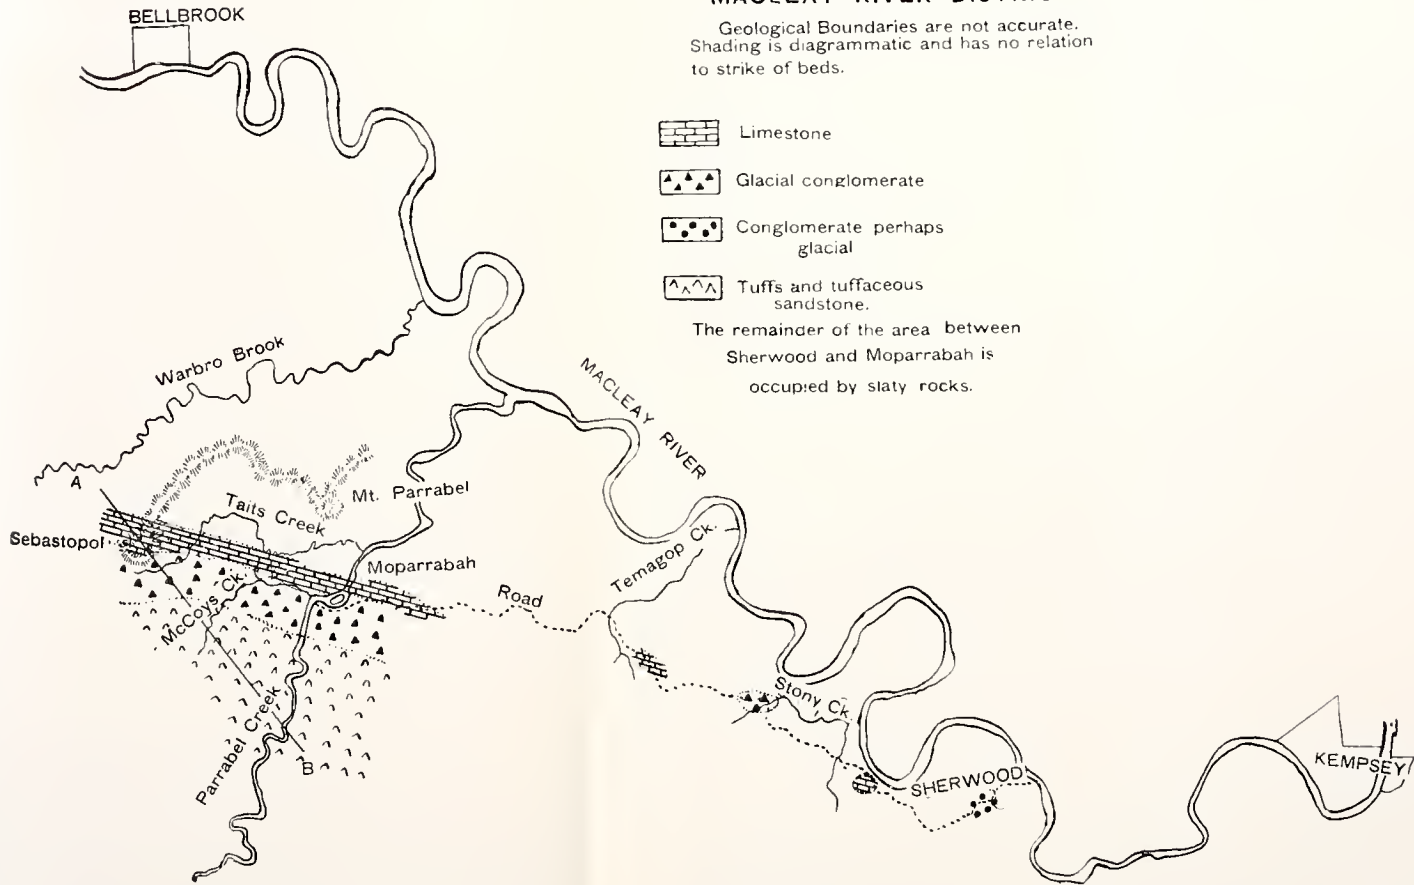 BELLBROOK
MACLEAY RIVER
Geological Boundaries are not accurate.
Shading is diagrammatic and has no relation
to strike of beds.
Limestone
Glacial conglomerate
Conglomerate perhaps
glacial
Tuffs and tuffaceous
sandstone.
The remainder of the area between
Sherwood and Moparrabah is
occupied by slaty rocks.
Warbro Brook
MACLEAY RIVER
A
Mt. Parrabel
Taits Creek
Sebastopol
Moparrabah
McCoys Ck.
Road
Temagop Ck.
Parrabel Creek
B
Stony Ck.
SHERWOOD
KEMPSEY